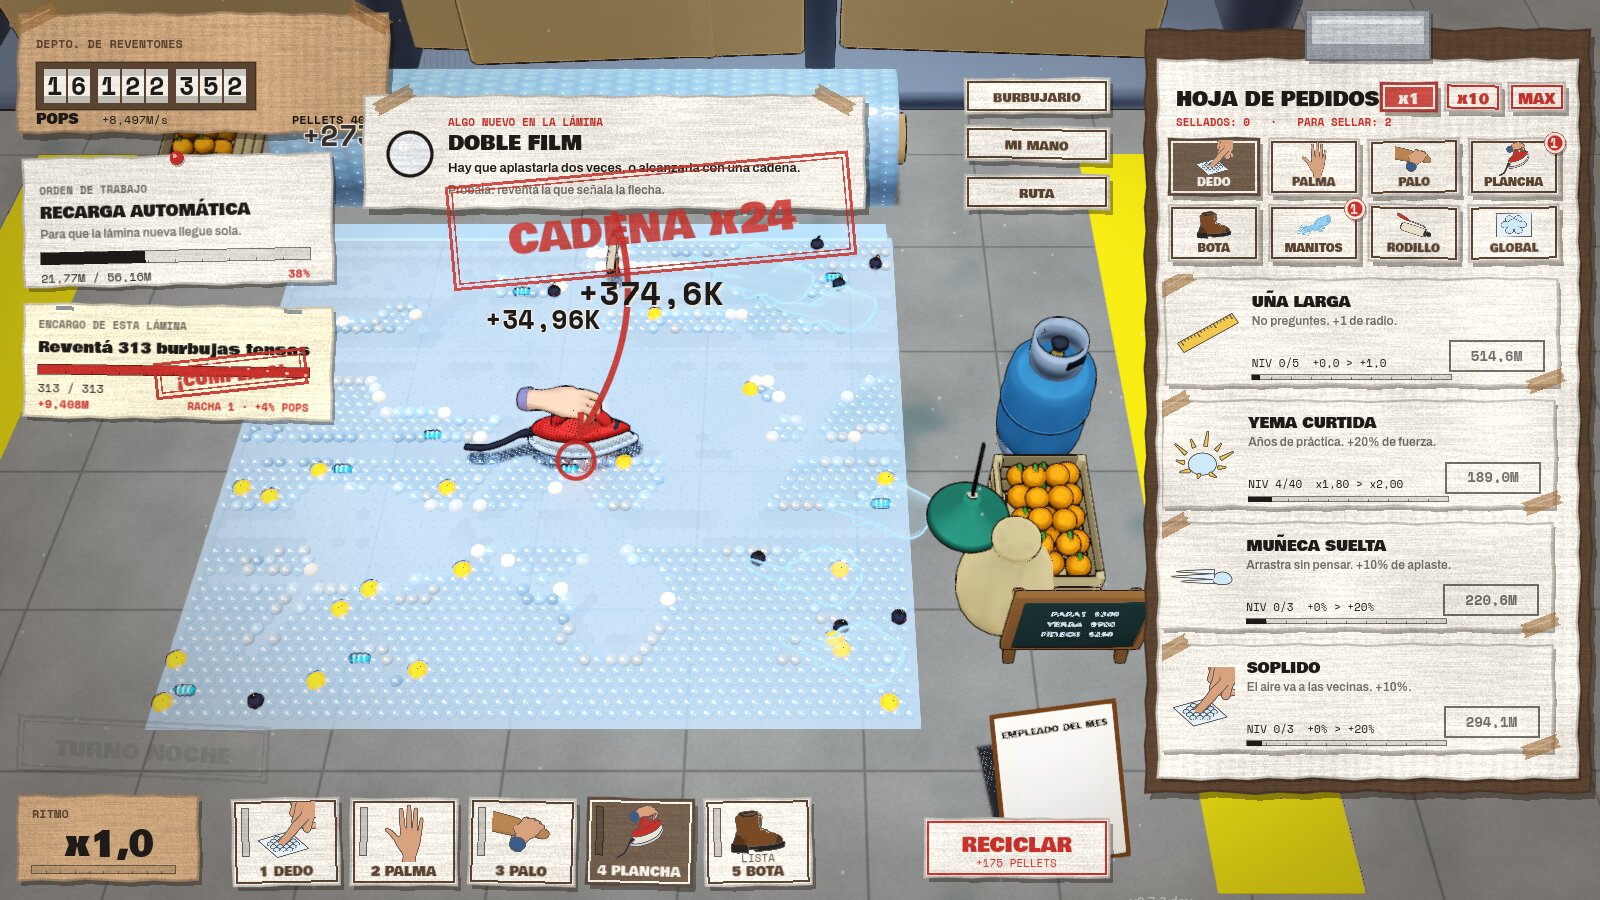 DEPTO. DE REVENTONES
16 122 352
POPS +8,497M/s
PELLETS 40
+27
ORDEN DE TRABAJO
RECARGA AUTOMÁTICA
Para que la lámina nueva llegue sola.
21,77M / 56,16M 38%
ENCARGO DE ESTA LÁMINA
Reventá 313 burbujas tensas
313 / 313
+9,408M RACHA 1 · +4% POPS
ALGO NUEVO EN LA LÁMINA
DOBLE FILM
Hay que aplastarla dos veces, o alcanzarla con una cadena.
Probala: reventá la que señala la flecha.
CADENA x24
+374,6K
+34,96K
BURBUJARIO
MI MANO
RUTA
HOJA DE PEDIDOS x1 x10 MAX
SELLADOS: 0 · PARA SELLAR: 2
DEDO
PALMA
PALO
PLANCHA 1
BOTA
MANITOS 1
RODILLO
GLOBAL
UÑA LARGA
No preguntes. +1 de radio.
NIV 0/5 +0,0 > +1,0
514,6M
YEMA CURTIDA
Años de práctica. +20% de fuerza.
NIV 4/40 x1,80 > x2,00
189,0M
MUÑECA SUELTA
Arrastra sin pensar. +10% de aplaste.
NIV 0/3 +0% > +20%
220,6M
SOPLIDO
El aire va a las vecinas. +10%.
NIV 0/3 +0% > +20%
294,1M
EMPLEADO DEL MES
TURNO NOCHE
RITMO
x1,0
1 DEDO
2 PALMA
3 PALO
4 PLANCHA
LISTA
5 BOTA
RECICLAR
+175 PELLETS